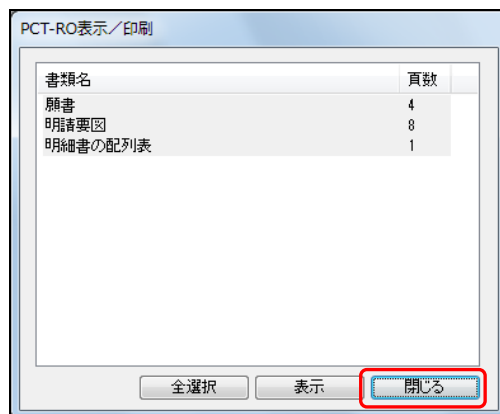 PCT-RO表示／印刷
書類名 頁数
願書 4
明請要図 8
明細書の配列表 1
全選択 表示 閉じる